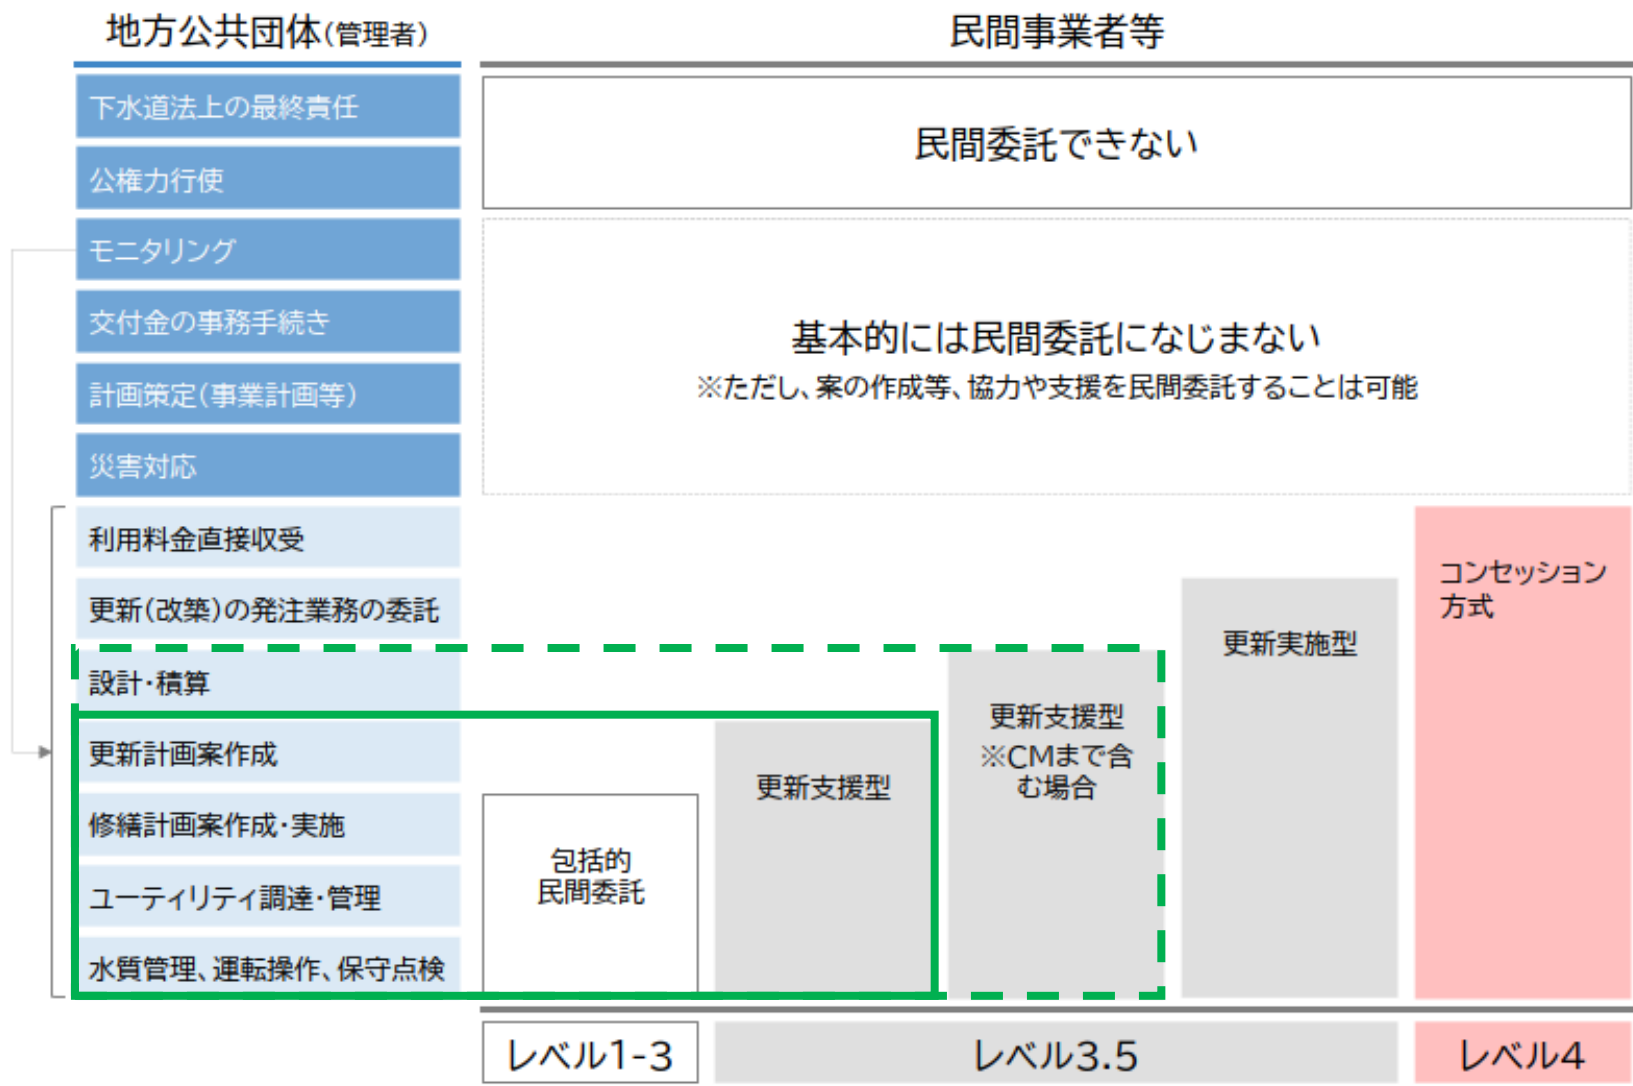 地方公共団体(管理者)
民間事業者等
下水道法上の最終責任
公権力行使
民間委託できない
モニタリング
交付金の事務手続き
計画策定(事業計画等)
災害対応
基本的には民間委託になじまない
※ただし、案の作成等、協力や支援を民間委託することは可能
利用料金直接収受
更新(改築)の発注業務の委託
設計・積算
更新計画案作成
修繕計画案作成・実施
ユーティリティ調達・管理
水質管理、運転操作、保守点検
包括的
民間委託
更新支援型
更新支援型
※CMまで含
む場合
更新実施型
コンセッション
方式
レベル1-3
レベル3.5
レベル4